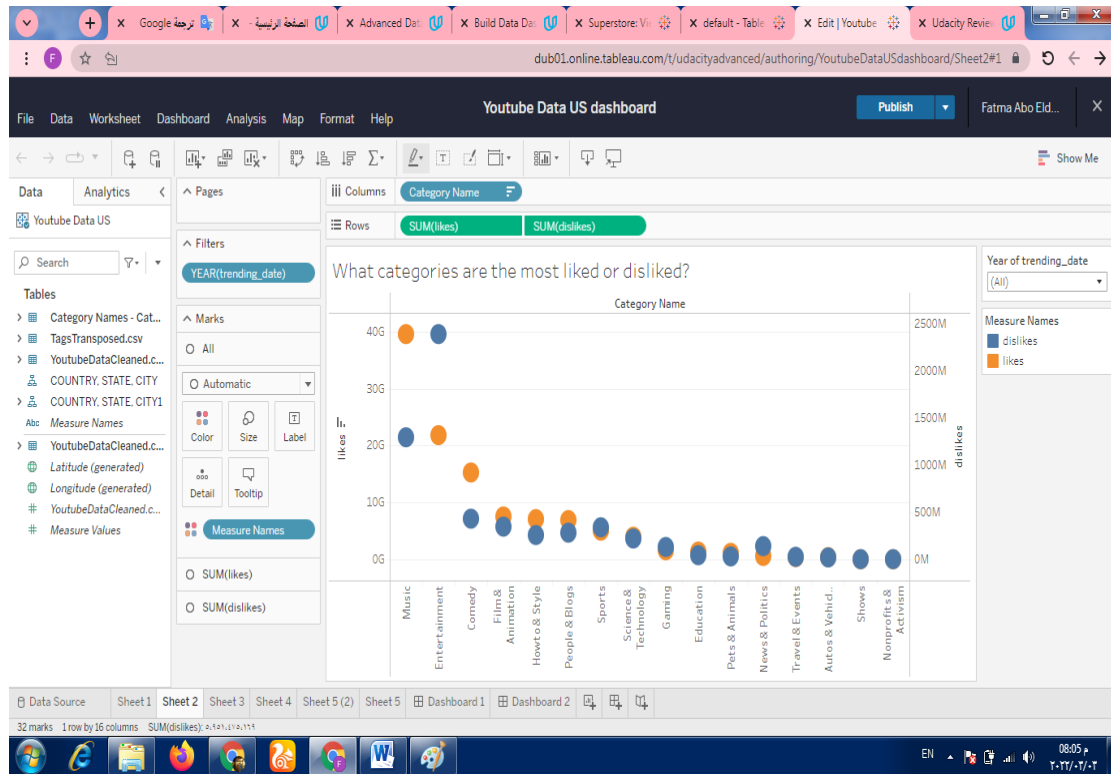 Google ترجمة
الصفحة الرئيسية -
Advanced Dat
Build Data Das
Superstore: Vi
default - Table
Edit | Youtube
Udacity Review
F
dub01.online.tableau.com/t/udacityadvanced/authoring/YoutubeDataUSdashboard/Sheet2#1
Youtube Data US dashboard
Publish
Fatma Abo Eld...
File Data Worksheet Dashboard Analysis Map Format Help
Show Me
Data Analytics
Youtube Data US
Search
Tables
Category Names - Cat...
TagsTransposed.csv
YoutubeDataCleaned.c...
COUNTRY, STATE, CITY
COUNTRY, STATE, CITY1
Abc Measure Names
YoutubeDataCleaned.c...
Latitude (generated)
Longitude (generated)
YoutubeDataCleaned.c...
Measure Values
Pages
Filters
YEAR(trending_date)
Marks
All
Automatic
Color Size Label
Detail Tooltip
Measure Names
SUM(likes)
SUM(dislikes)
Columns Category Name
Rows SUM(likes) SUM(dislikes)
What categories are the most liked or disliked?
Category Name
likes
40G
30G
20G
10G
0G
2500M
2000M
1500M
1000M
500M
0M
dislikes
Music
Entertainment
Comedy
Film & Animation
Howto & Style
People & Blogs
Sports
Science & Technology
Gaming
Education
Pets & Animals
News & Politics
Travel & Events
Autos & Vehid..
Shows
Nonprofits & Activism
Year of trending_date
(All)
Measure Names
dislikes
likes
Data Source Sheet 1 Sheet 2 Sheet 3 Sheet 4 Sheet 5 (2) Sheet 5 Dashboard 1 Dashboard 2
32 marks 1 row by 16 columns SUM(dislikes):
EN
08:05 م
٢٠٢٢/٠٢/٠٣